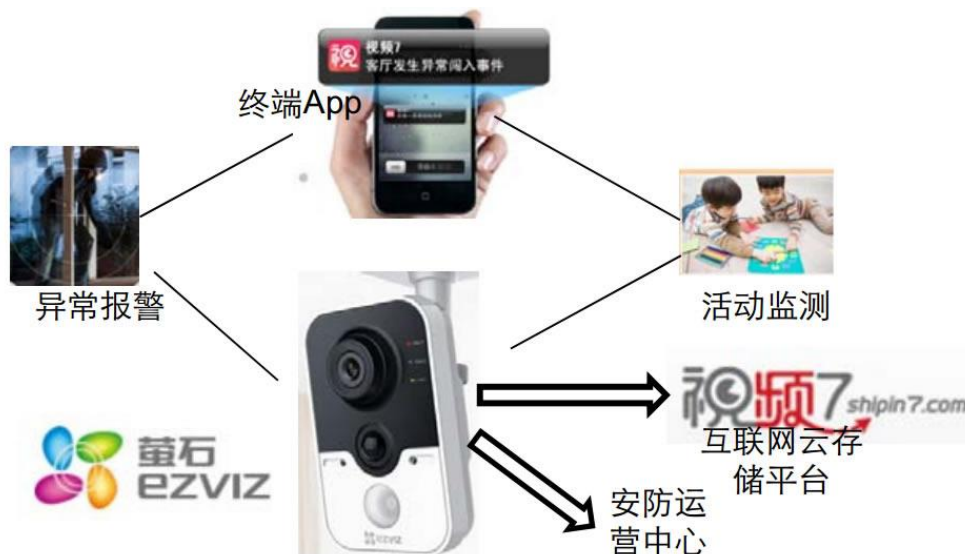 视频7
客厅发生异常闯入事件
终端App
异常报警
活动监测
视频7 shipin7.com
互联网云存
储平台
萤石
ezviz
安防运
营中心
ezviz